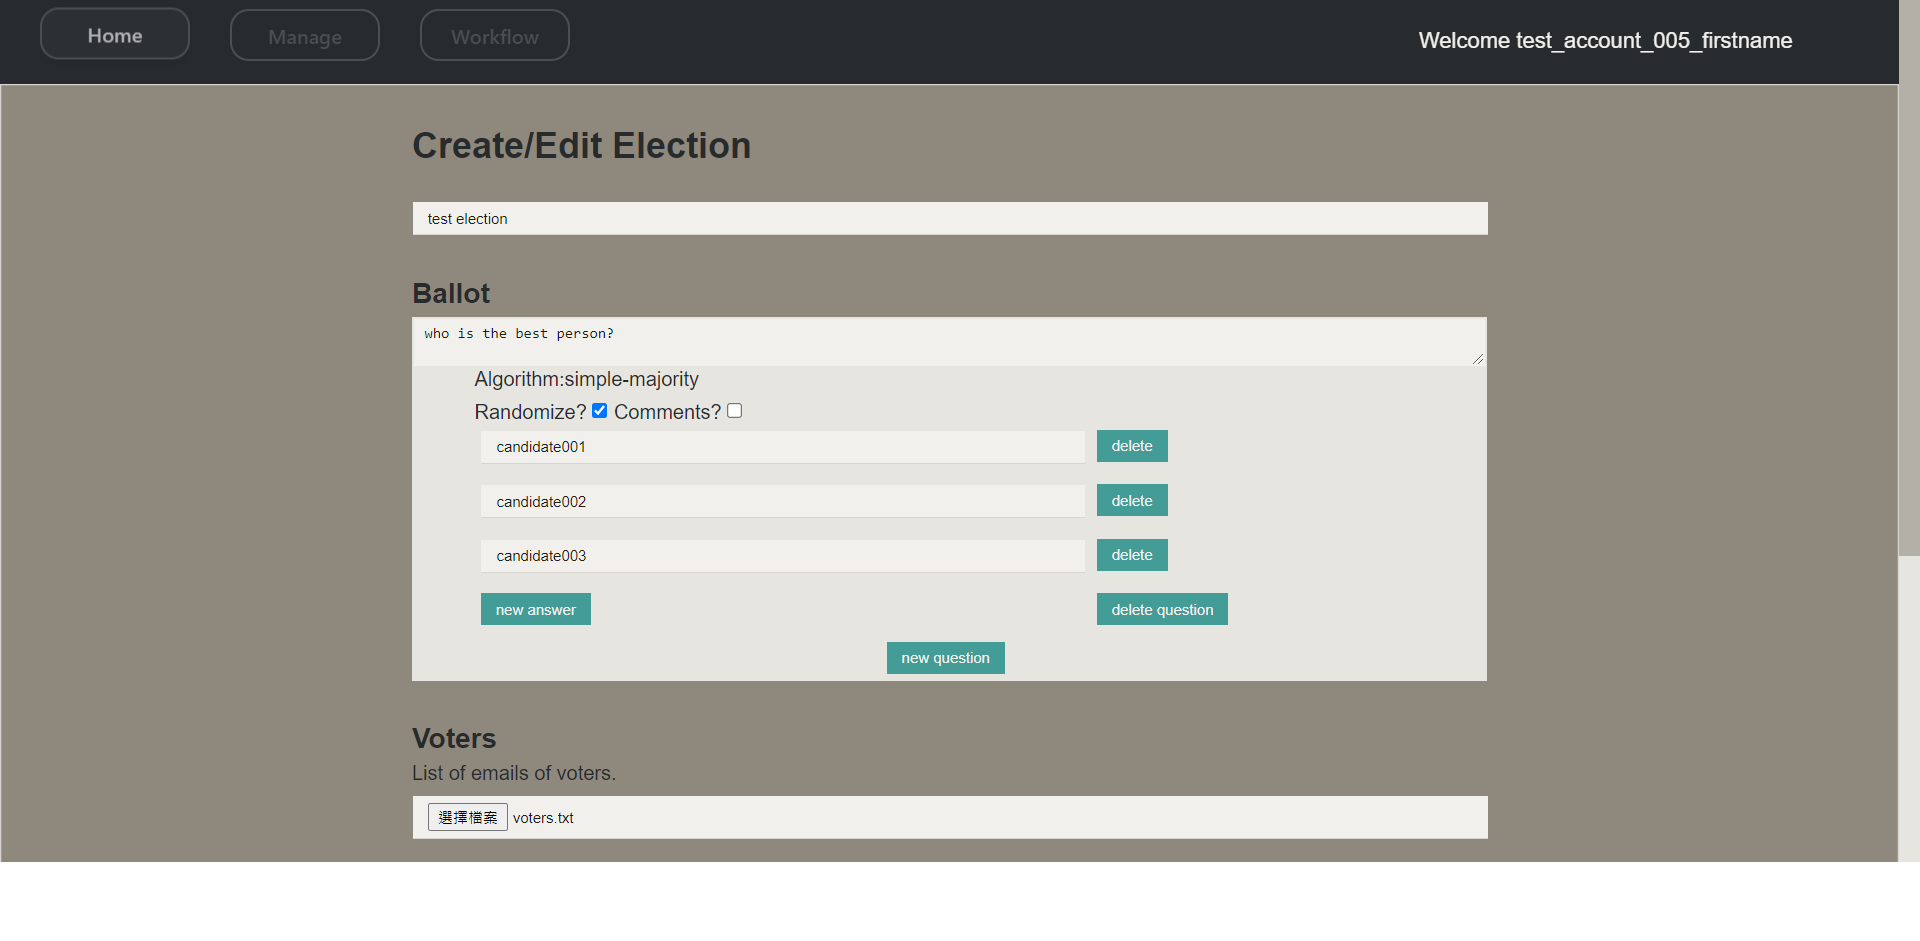 Home Manage Workflow Welcome test_account_005_firstname
Create/Edit Election
test election
Ballot
who is the best person?
Algorithm:simple-majority
Randomize? Comments?
candidate001 delete
candidate002 delete
candidate003 delete
new answer delete question
new question
Voters
List of emails of voters.
選擇檔案 voters.txt